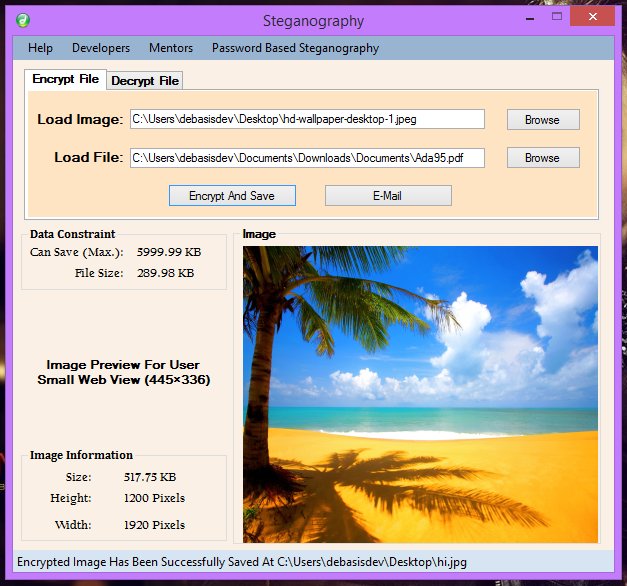 Steganography
Help Developers Mentors Password Based Steganography
Encrypt File Decrypt File
Load Image: C:\Users\debasisdev\Desktop\hd-wallpaper-desktop-1.jpeg Browse
Load File: C:\Users\debasisdev\Documents\Downloads\Documents\Ada95.pdf Browse
Encrypt And Save E-Mail
Data Constraint
Can Save (Max.): 5999.99 KB
File Size: 289.98 KB
Image
Image Preview For User
Small Web View (445×336)
Image Information
Size: 517.75 KB
Height: 1200 Pixels
Width: 1920 Pixels
Encrypted Image Has Been Successfully Saved At C:\Users\debasisdev\Desktop\hi.jpg